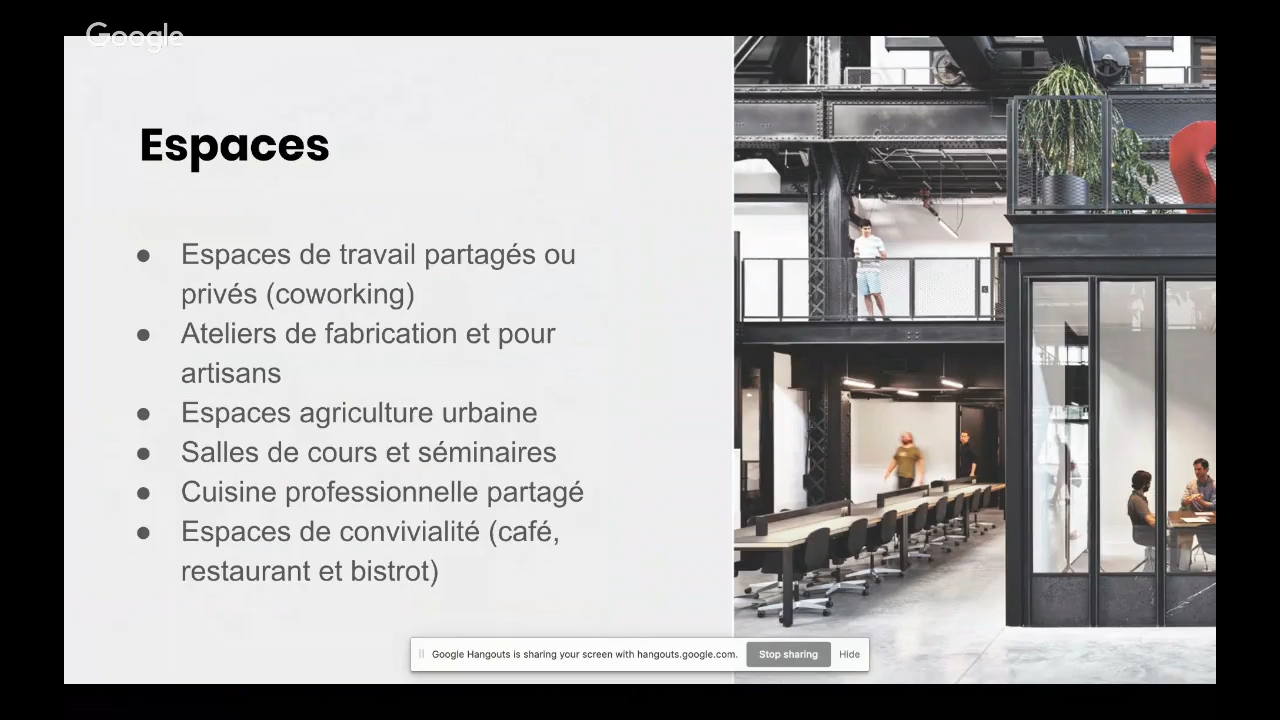 Google
Espaces
● Espaces de travail partagés ou
privés (coworking)
● Ateliers de fabrication et pour
artisans
● Espaces agriculture urbaine
● Salles de cours et séminaires
● Cuisine professionnelle partagé
● Espaces de convivialité (café,
restaurant et bistrot)
Google Hangouts is sharing your screen with hangouts.google.com. Stop sharing Hide